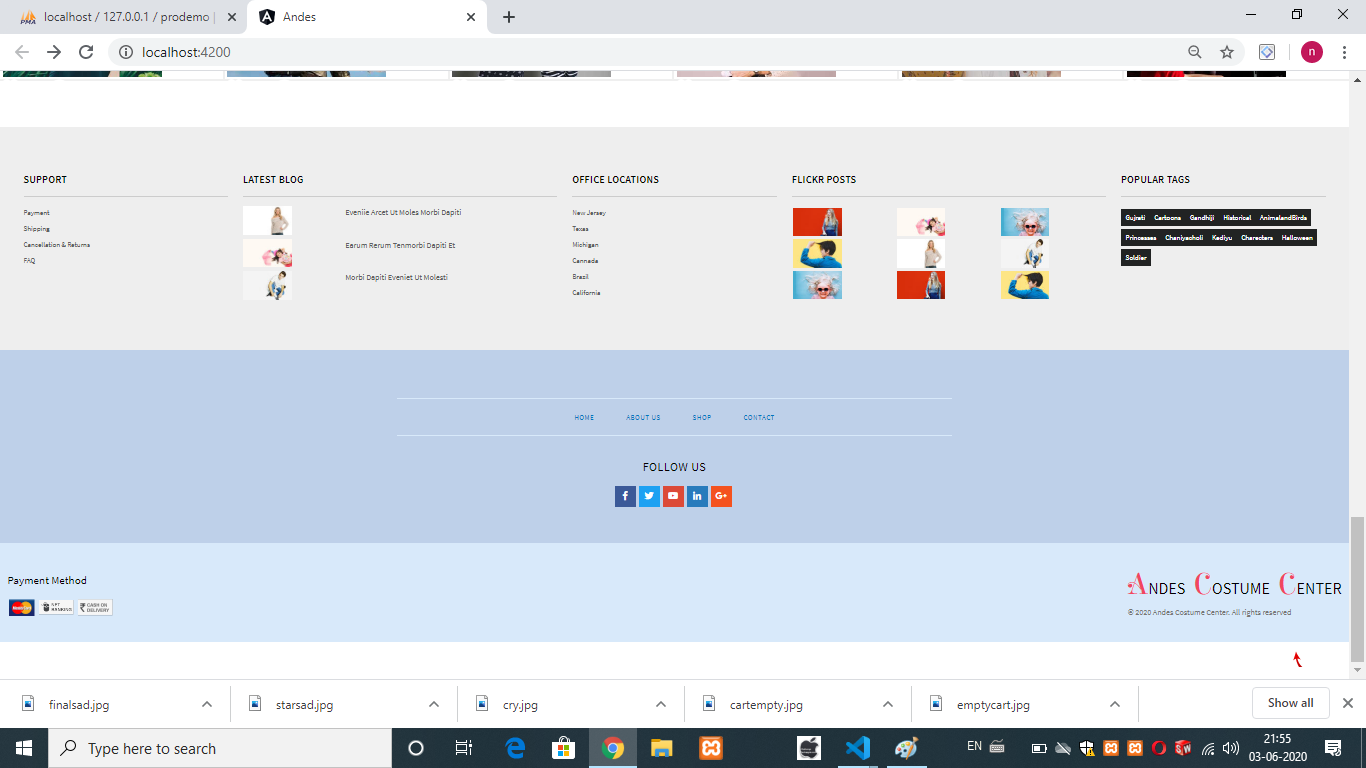 localhost / 127.0.0.1 / prodemo |
Andes
localhost:4200
n
SUPPORT
Payment
Shipping
Cancellation & Returns
FAQ
LATEST BLOG
Eveniie Arcet Ut Moles Morbi Dapiti
Earum Rerum Tenmorbi Dapiti Et
Morbi Dapiti Eveniet Ut Molesti
OFFICE LOCATIONS
New Jersey
Texas
Michigan
Cannada
Brazil
California
FLICKR POSTS
POPULAR TAGS
Gujrati Cartoons Gandhiji Historical AnimalandBirds
Princesses Chaniyacholi Kediyu Charecters Halloween
Soldier
HOME ABOUT US SHOP CONTACT
FOLLOW US
Payment Method
NET BANKING
CASH ON DELIVERY
Andes Costume Center
© 2020 Andes Costume Center. All rights reserved
finalsad.jpg
starsad.jpg
cry.jpg
cartempty.jpg
emptycart.jpg
Show all
Type here to search
EN
21:55
03-06-2020